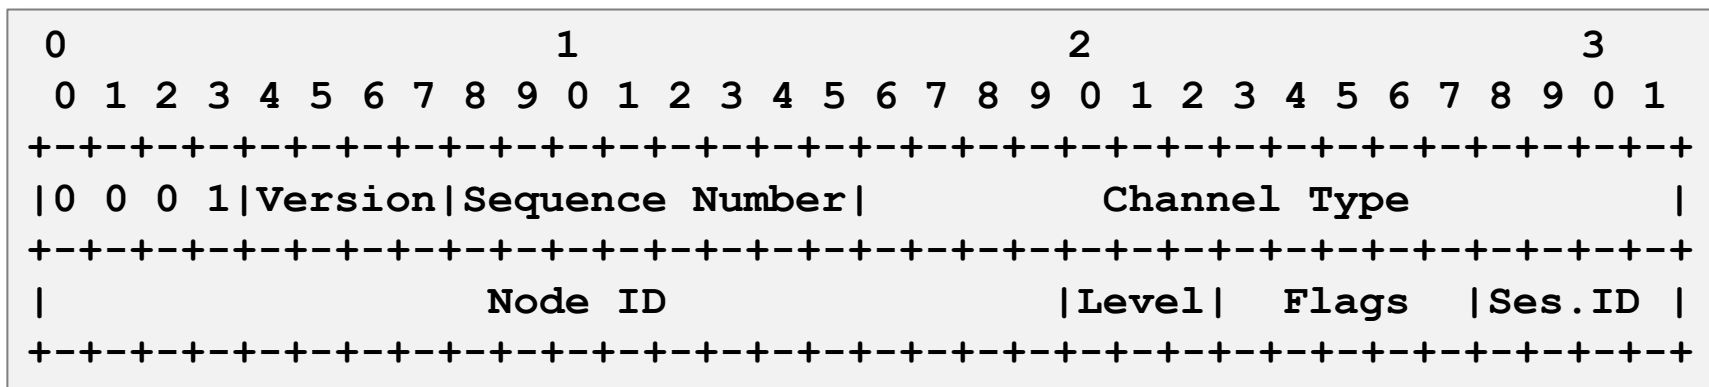 0                   1                   2                   3
 0 1 2 3 4 5 6 7 8 9 0 1 2 3 4 5 6 7 8 9 0 1 2 3 4 5 6 7 8 9 0 1
+-+-+-+-+-+-+-+-+-+-+-+-+-+-+-+-+-+-+-+-+-+-+-+-+-+-+-+-+-+-+-+-+
|0 0 0 1|Version|Sequence Number|         Channel Type          |
+-+-+-+-+-+-+-+-+-+-+-+-+-+-+-+-+-+-+-+-+-+-+-+-+-+-+-+-+-+-+-+-+
|                 Node ID               |Level|  Flags  |Ses.ID |
+-+-+-+-+-+-+-+-+-+-+-+-+-+-+-+-+-+-+-+-+-+-+-+-+-+-+-+-+-+-+-+-+